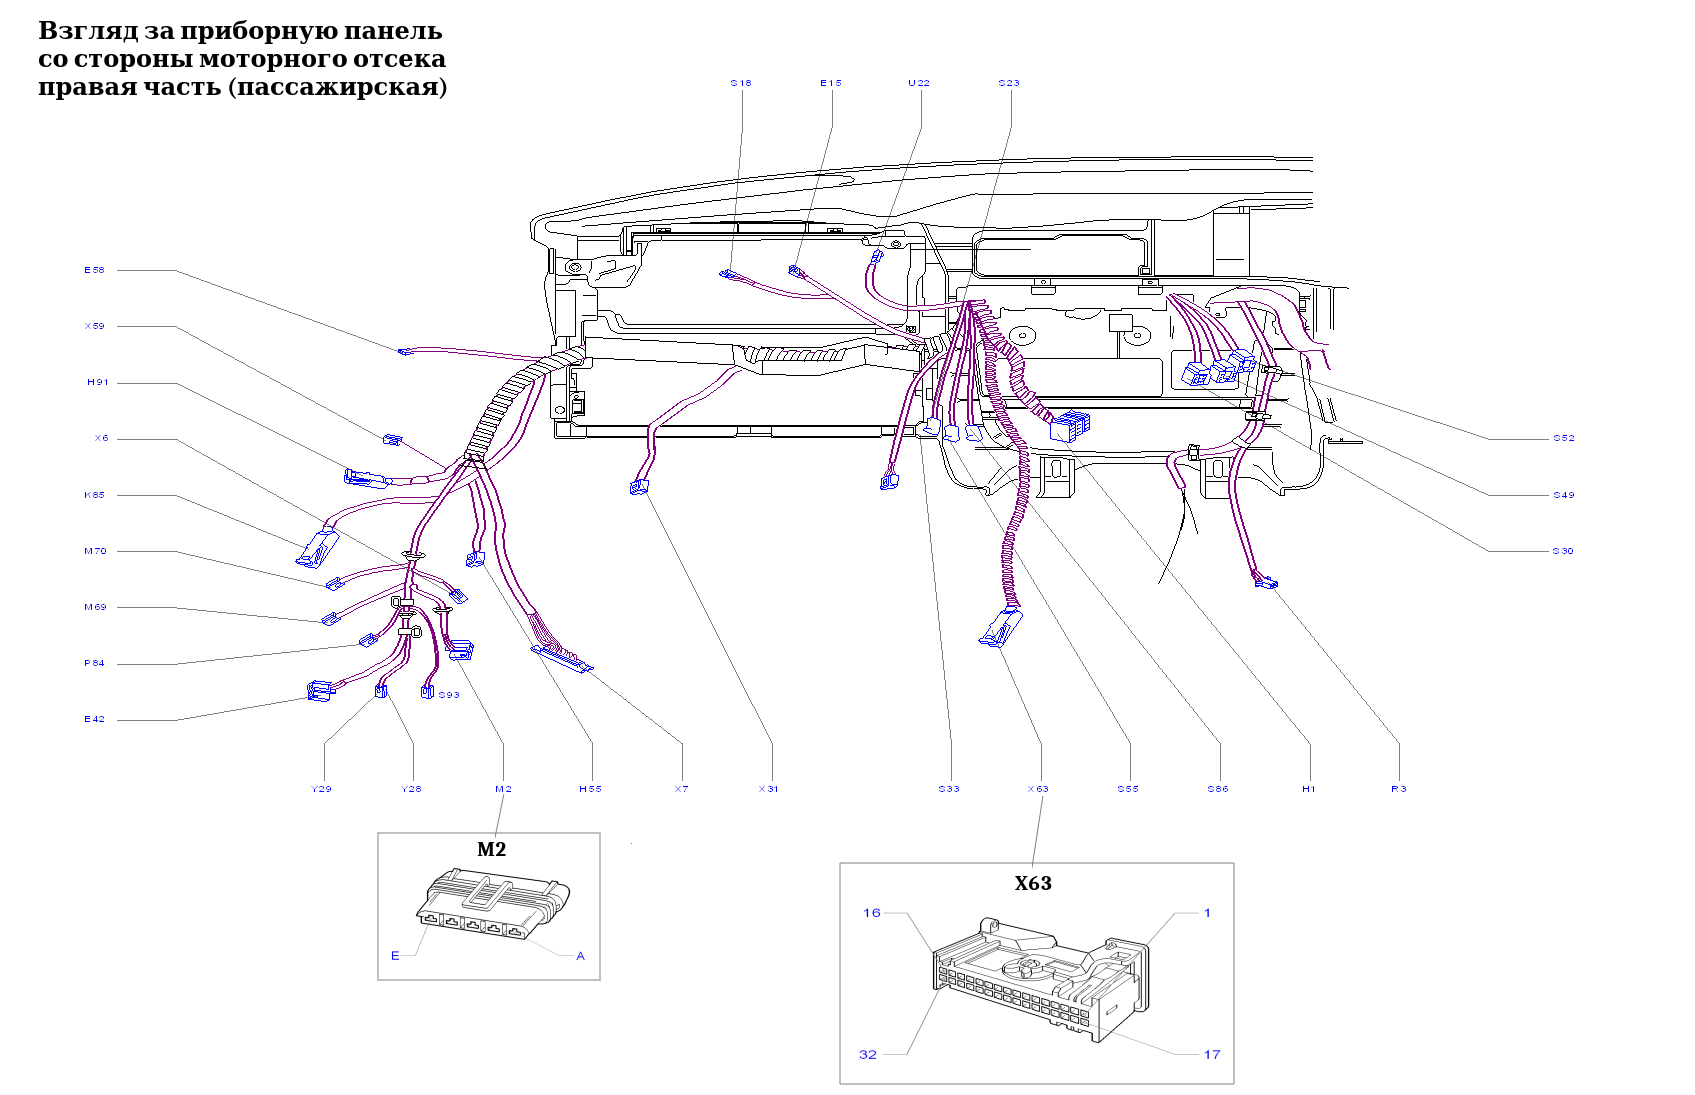 Взгляд за приборную панель
со стороны моторного отсека
правая часть (пассажирская)
S18 E15 U22 S23
E58
X59
H91
X6
K85
M70
M69
P84
E42
S93
S52
S49
S30
Y29 Y28 M2 H55 X7 X31 S33 X63 S55 S86 H1 R3
M2
E A
X63
16 1
32 17